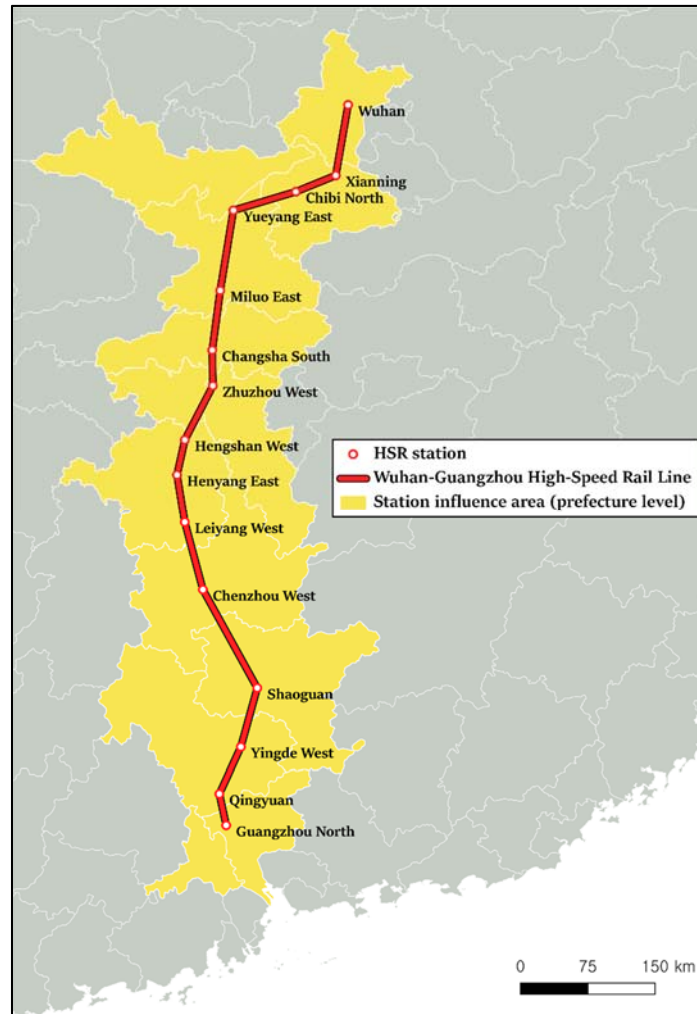 Wuhan
Xianning
Chibi North
Yueyang East
Miluo East
Changsha South
Zhuzhou West
Hengshan West
HSR station
Wuhan-Guangzhou High-Speed Rail Line
Henyang East
Station influence area (prefecture level)
Leiyang West
Chenzhou West
Shaoguan
Yingde West
Qingyuan
Guangzhou North
0 75 150 km